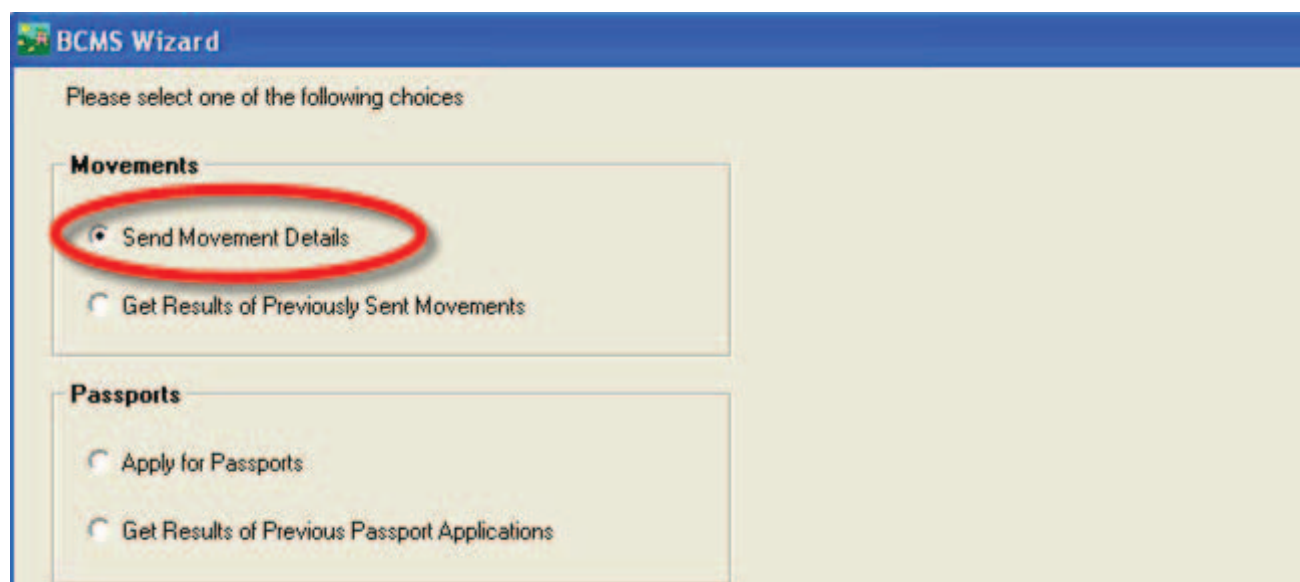 BCMS Wizard
Please select one of the following choices
Movements
Send Movement Details
Get Results of Previously Sent Movements
Passports
Apply for Passports
Get Results of Previous Passport Applications